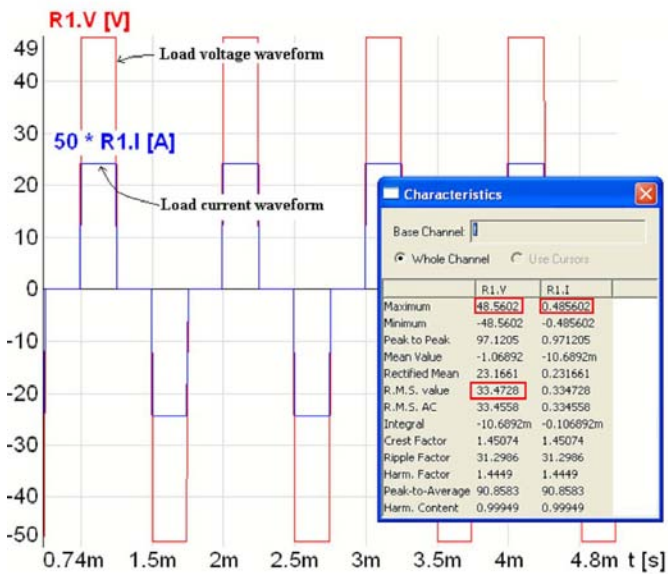 R1.V [V]
49
Load voltage waveform
40
30
50 * R1.I [A]
20
Load current waveform
10
0
-10
-20
-30
-40
-50
0.74m 1.5m 2m 2.5m 3m 3.5m 4m 4.8m t [s]
Characteristics
Base Channel:
Whole Channel Use Cursors
R1.V R1.I
Maximum 48.5602 0.485602
Minimum -48.5602 -0.485602
Peak to Peak 97.1205 0.971205
Mean Value -1.06892 -10.6892m
Rectified Mean 23.1661 0.231661
R.M.S. value 33.4728 0.334728
R.M.S. AC 33.4558 0.334558
Integral -10.6892m -0.106892m
Crest Factor 1.45074 1.45074
Ripple Factor 31.2986 31.2986
Harm. Factor 1.4449 1.4449
Peak-to-Average 90.8583 90.8583
Harm. Content 0.99949 0.99949